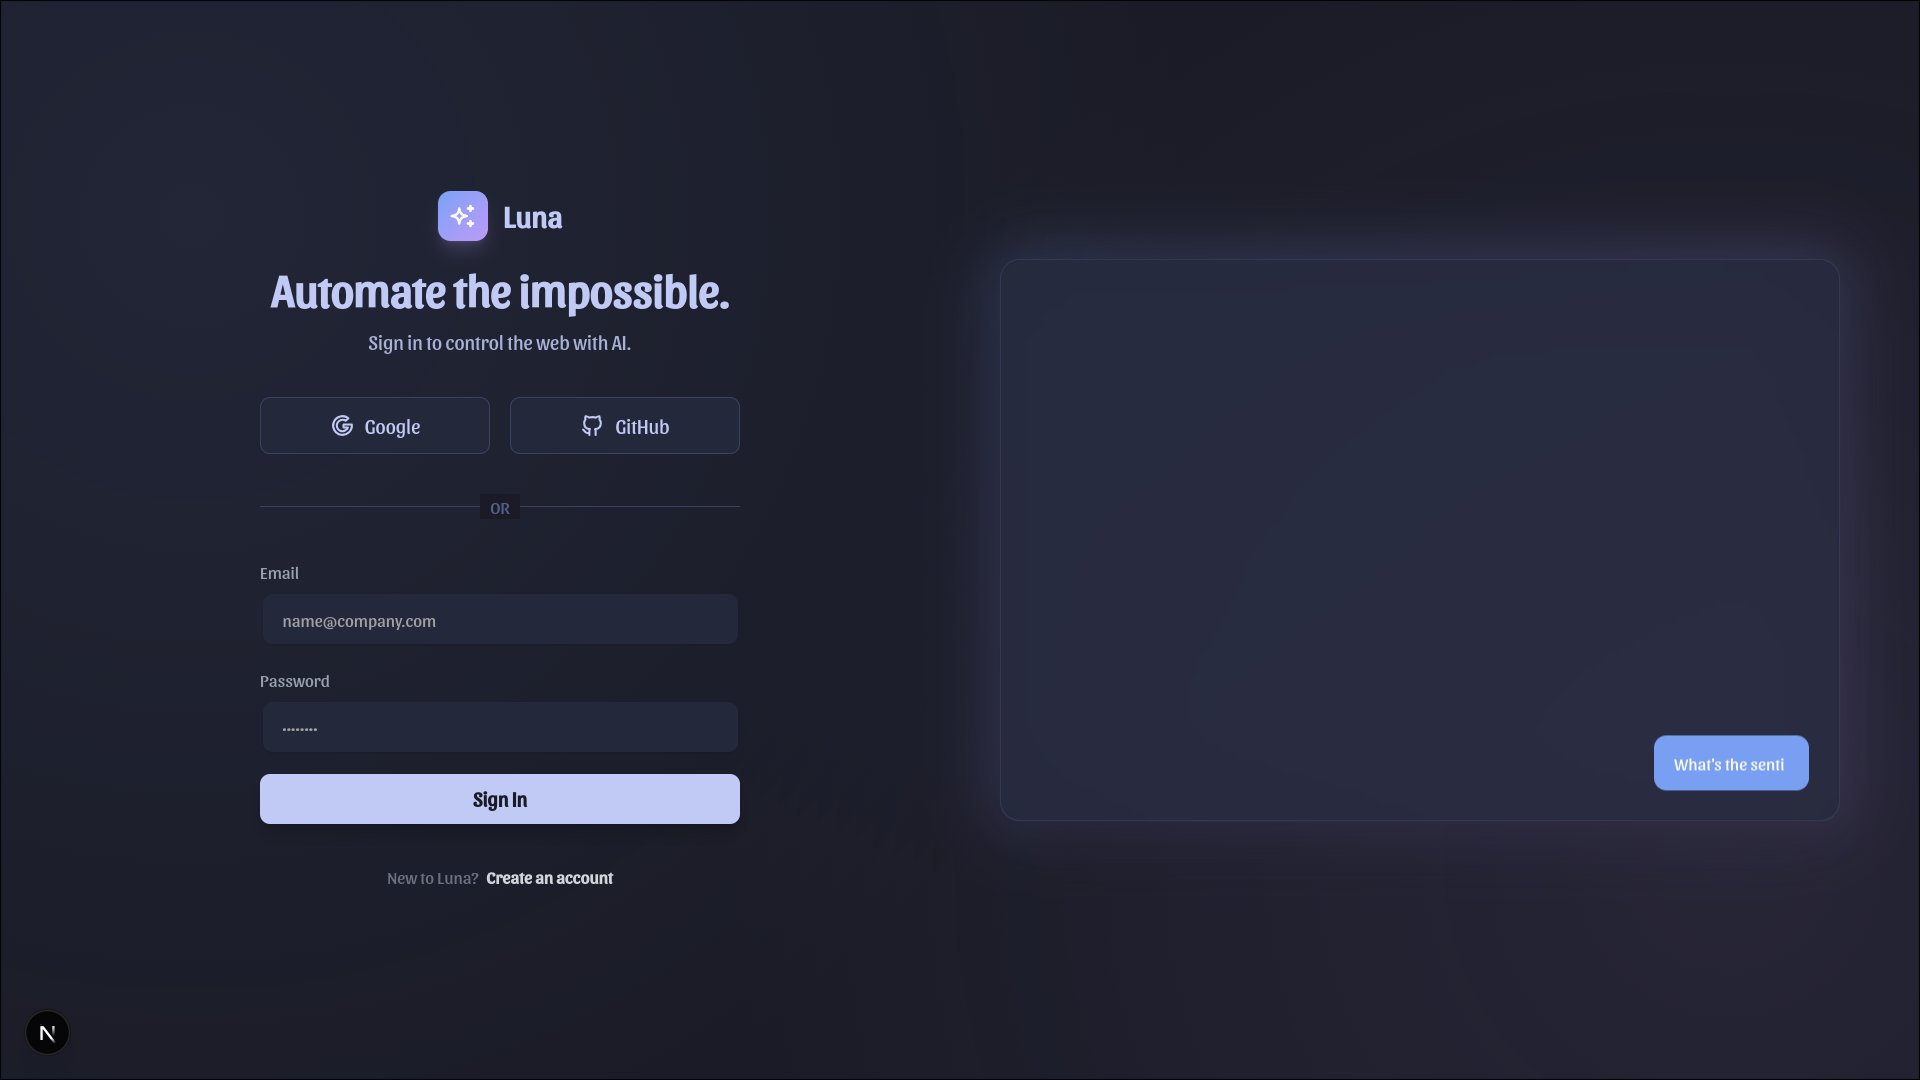 Luna
Automate the impossible.
Sign in to control the web with AI.
Google
GitHub
OR
Email
name@company.com
Password
••••••••
Sign In
New to Luna? Create an account
What's the senti
N